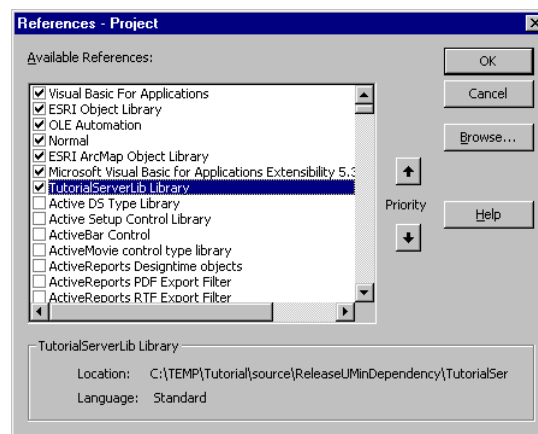 References - Project
Available References:
Visual Basic For Applications
ESRI Object Library
OLE Automation
Normal
ESRI ArcMap Object Library
Microsoft Visual Basic for Applications Extensibility 5.3
TutorialServerLib Library
Active DS Type Library
Active Setup Control Library
ActiveBar Control
ActiveMovie control type library
ActiveReports Designtime objects
ActiveReports PDF Export Filter
ActiveReports RTF Export Filter
Priority
OK
Cancel
Browse...
Help
TutorialServerLib Library
Location: C:\TEMP\Tutorial\source\ReleaseUMinDependency\TutorialSer
Language: Standard